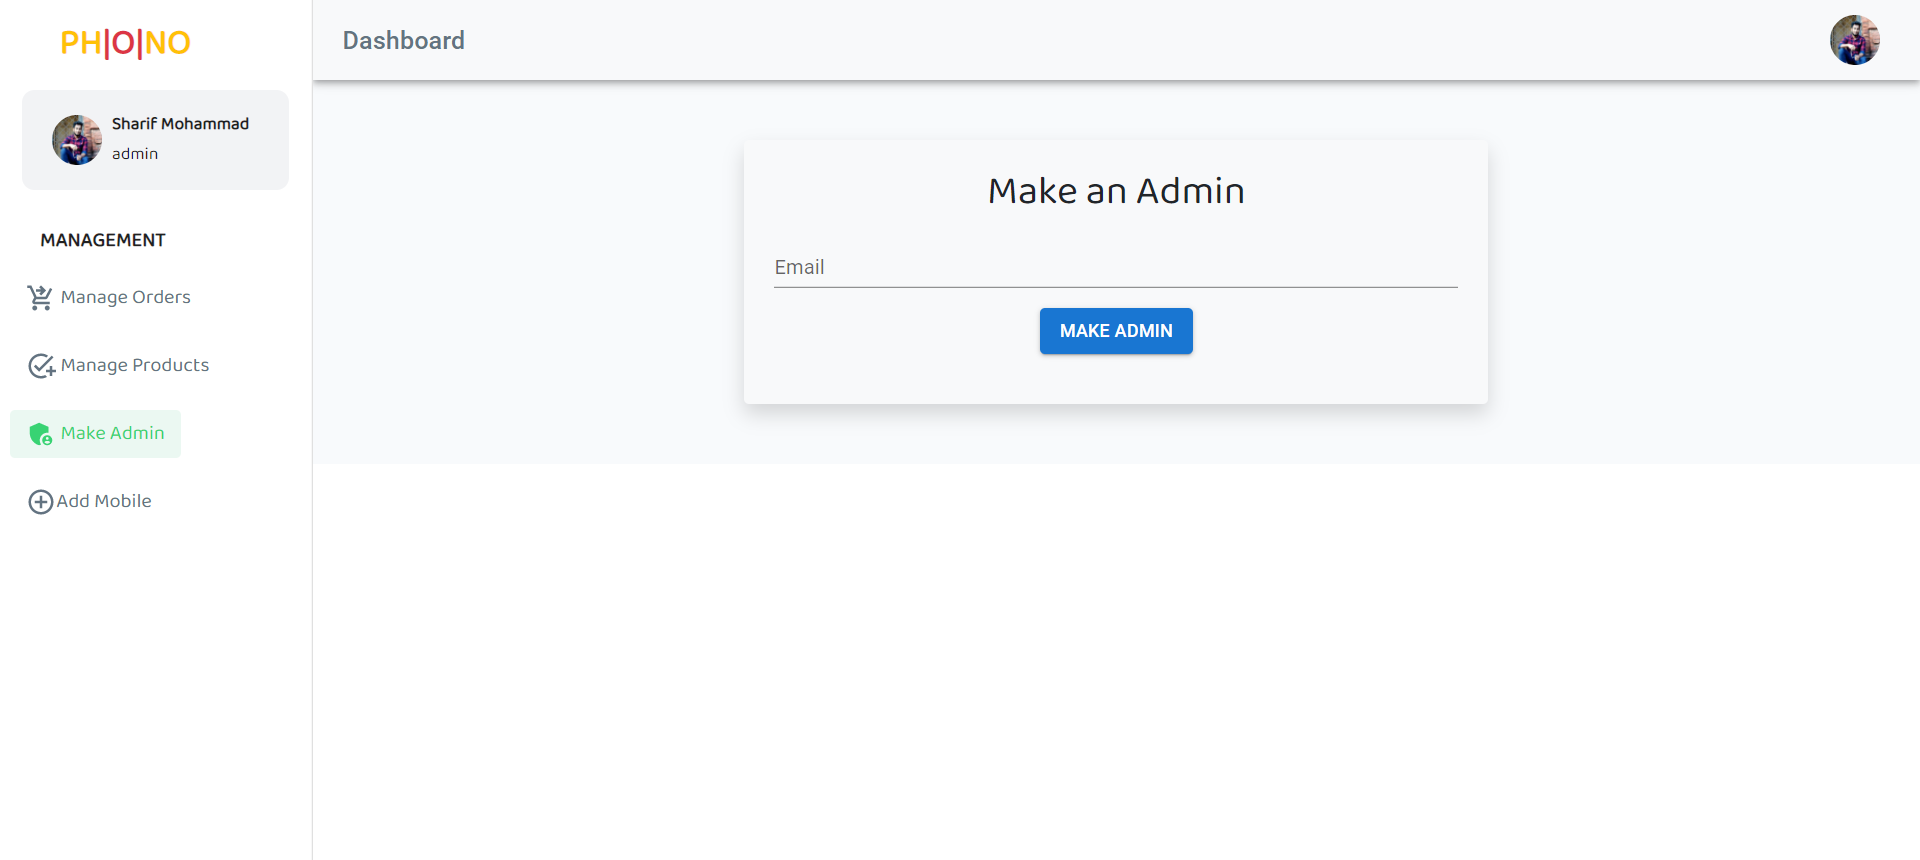 PH|O|NO
Dashboard
Sharif Mohammad
admin
MANAGEMENT
Manage Orders
Manage Products
Make Admin
Add Mobile
Make an Admin
Email
MAKE ADMIN